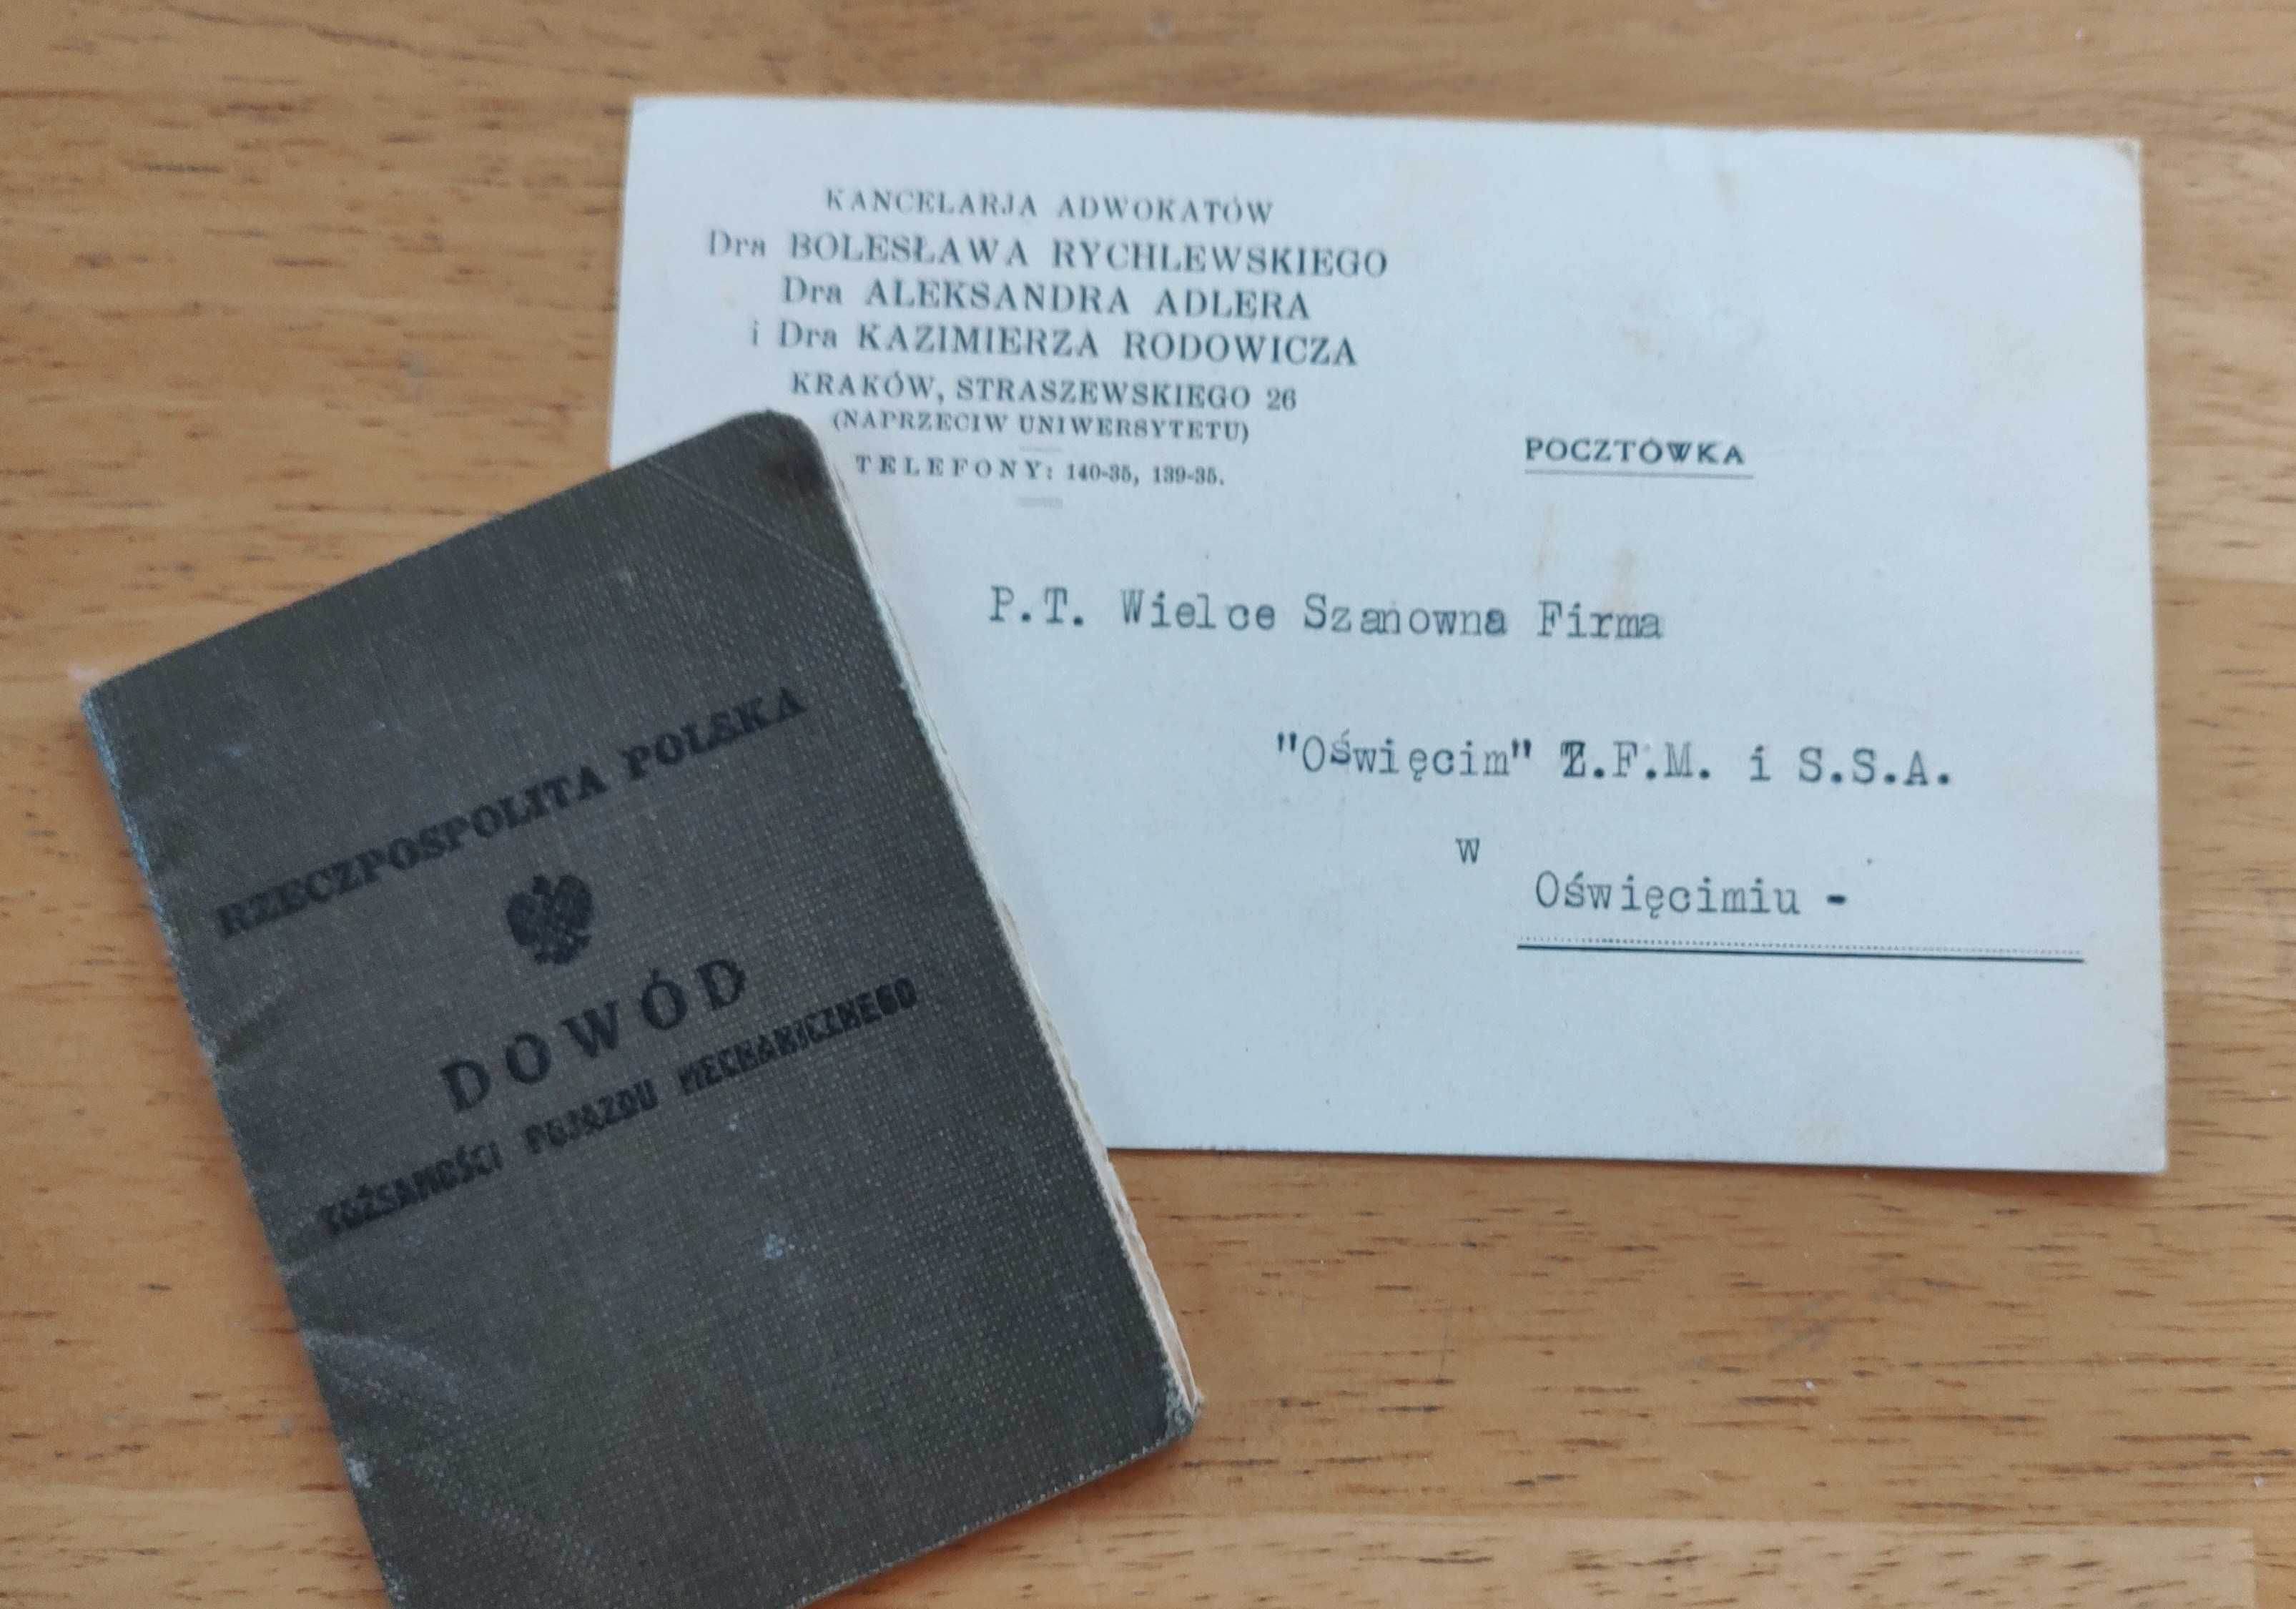 KANCELARJA ADWOKATÓW
Dra BOLESŁAWA RYCHLEWSKIEGO
Dra ALEKSANDRA ADLERA
i Dra KAZIMIERZA RODOWICZA
KRAKÓW, STRASZEWSKIEGO 26
(NAPRZECIW UNIWERSYTETU)
TELEFONY: 140-35, 139-35.
POCZTÓWKA
P.T. Wielce Szanowna Firma
"Oświęcim" Z.F.M. i S.S.A.
w
Oświęcimiu -
RZECZPOSPOLITA POLSKA
DOWÓD
TOŻSAMOŚCI POJAZDU MECHANICZNEGO